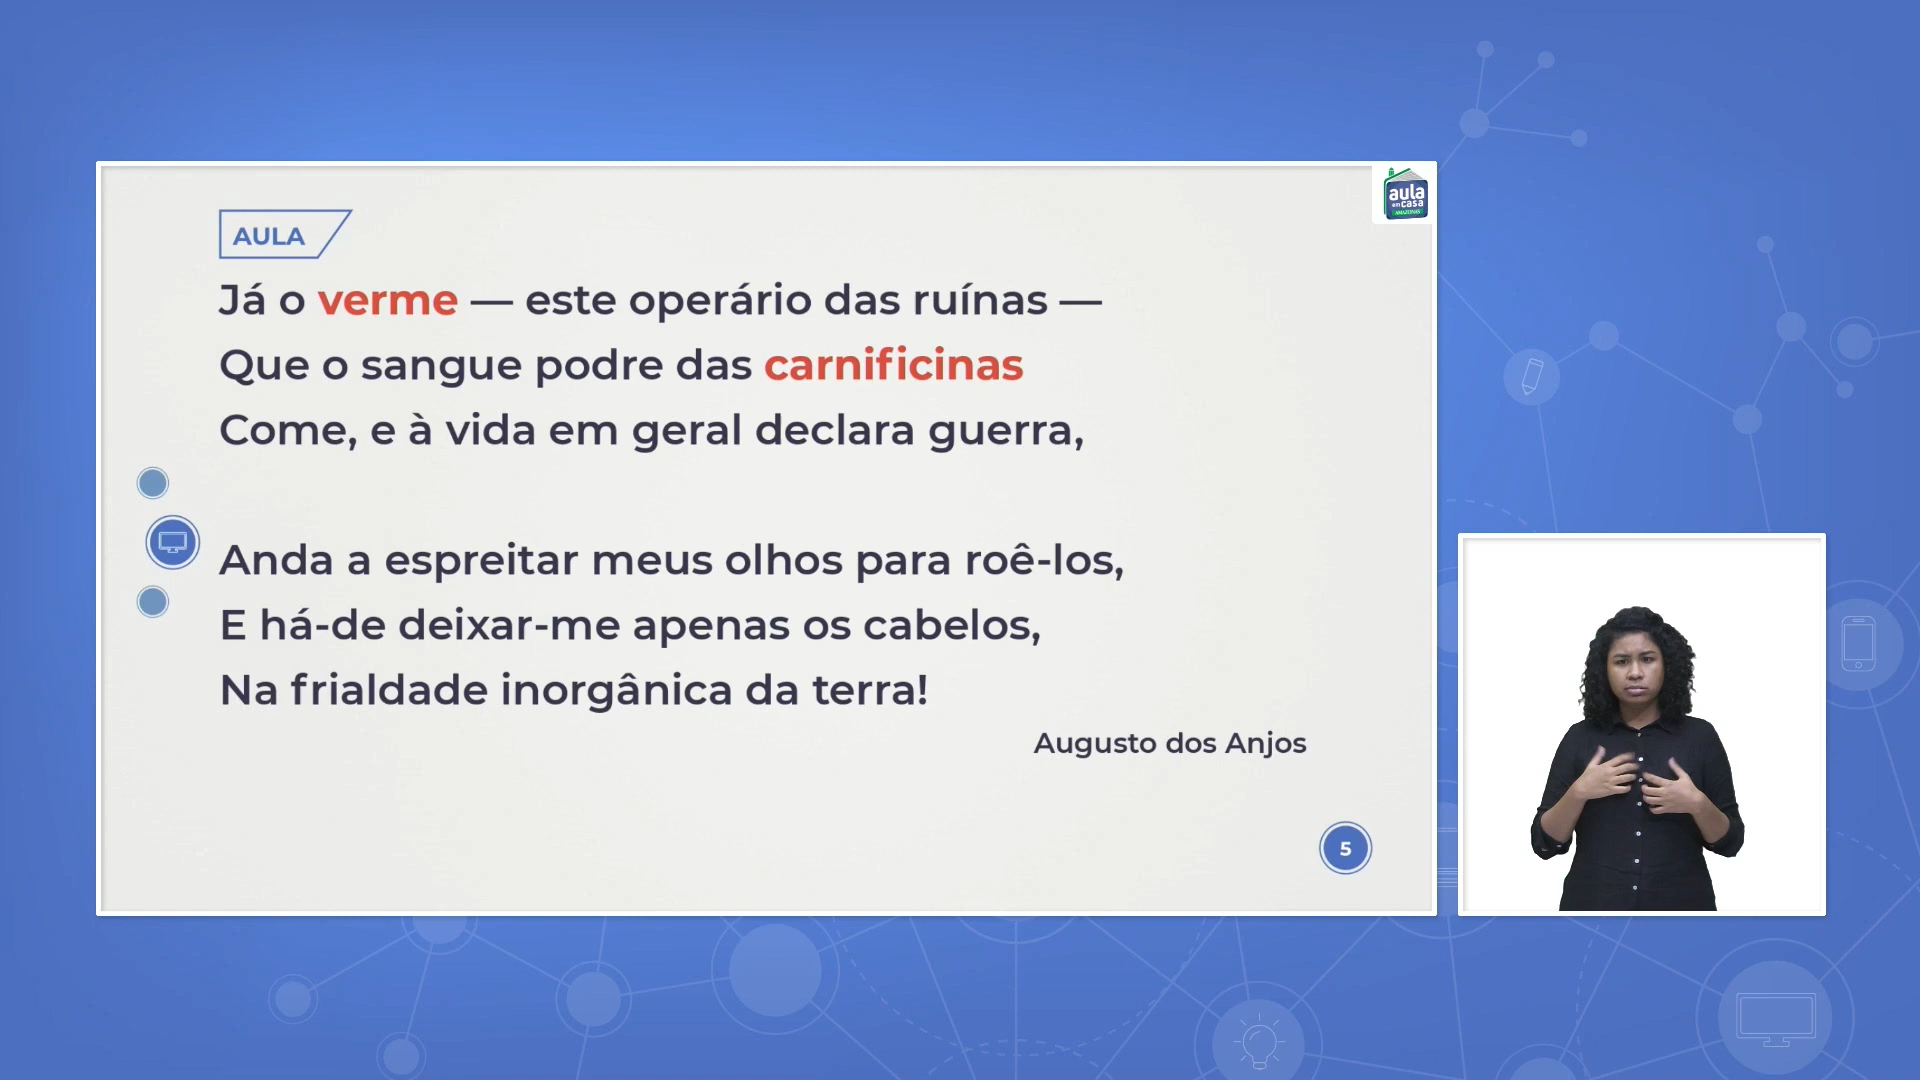 aula
em casa
AMAZONAS
AULA
Já o verme — este operário das ruínas —
Que o sangue podre das carnificinas
Come, e à vida em geral declara guerra,
Anda a espreitar meus olhos para roê-los,
E há-de deixar-me apenas os cabelos,
Na frialdade inorgânica da terra!
Augusto dos Anjos
5